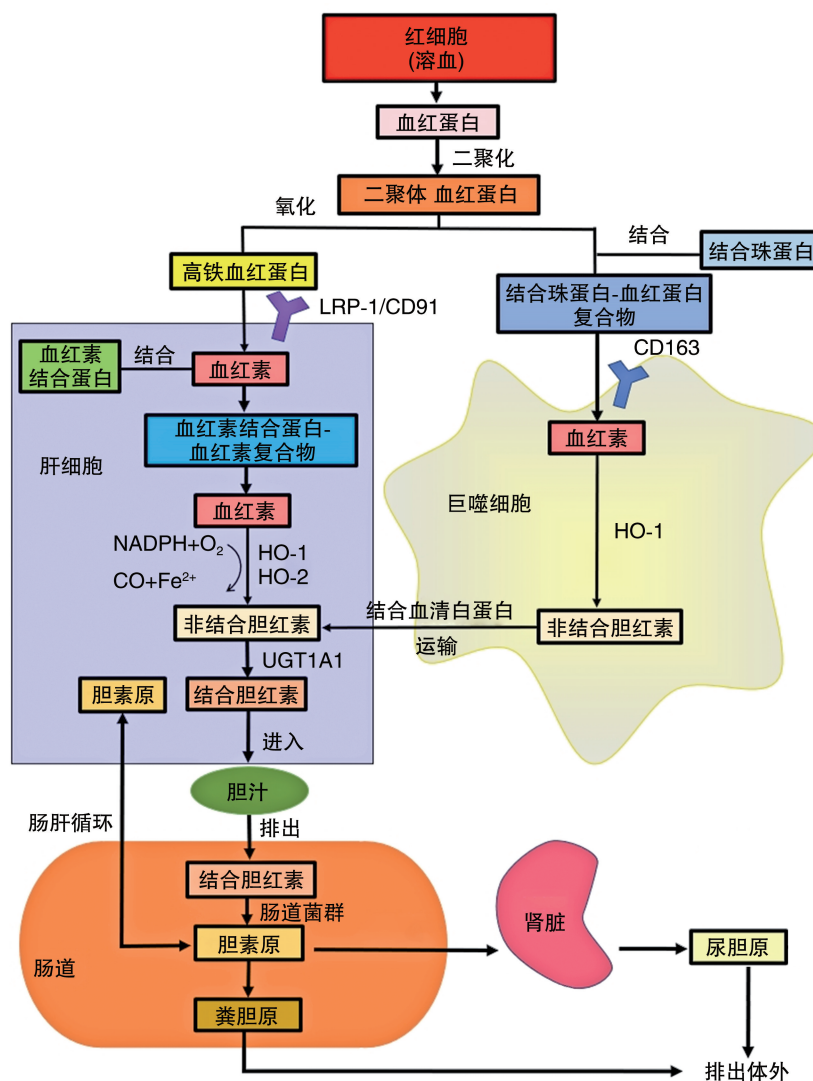 红细胞
(溶血)
血红蛋白
二聚化
二聚体 血红蛋白
氧化
结合
结合珠蛋白
高铁血红蛋白
结合珠蛋白-血红蛋白
复合物
LRP-1/CD91
CD163
血红素
结合蛋白
结合
血红素
血红素
血红素结合蛋白-
血红素复合物
肝细胞
巨噬细胞
血红素
NADPH+O₂
CO+Fe²⁺
HO-1
HO-2
HO-1
非结合胆红素
结合血清白蛋白
运输
非结合胆红素
UGT1A1
胆素原
结合胆红素
进入
胆汁
肠肝循环
排出
结合胆红素
肠道菌群
胆素原
肠道
粪胆原
肾脏
尿胆原
排出体外